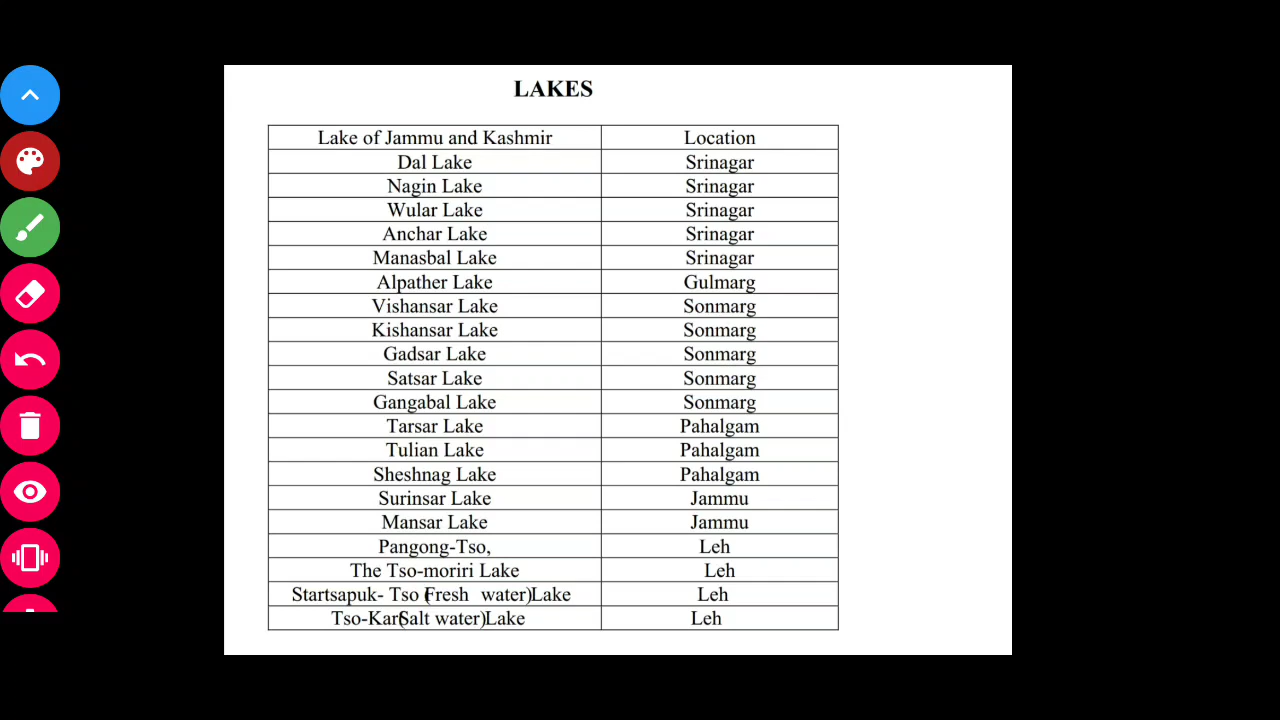 LAKES
Lake of Jammu and Kashmir Location
Dal Lake Srinagar
Nagin Lake Srinagar
Wular Lake Srinagar
Anchar Lake Srinagar
Manasbal Lake Srinagar
Alpather Lake Gulmarg
Vishansar Lake Sonmarg
Kishansar Lake Sonmarg
Gadsar Lake Sonmarg
Satsar Lake Sonmarg
Gangabal Lake Sonmarg
Tarsar Lake Pahalgam
Tulian Lake Pahalgam
Sheshnag Lake Pahalgam
Surinsar Lake Jammu
Mansar Lake Jammu
Pangong-Tso, Leh
The Tso-moriri Lake Leh
Startsapuk- Tso (Fresh water)Lake Leh
Tso-Kar(Salt water)Lake Leh